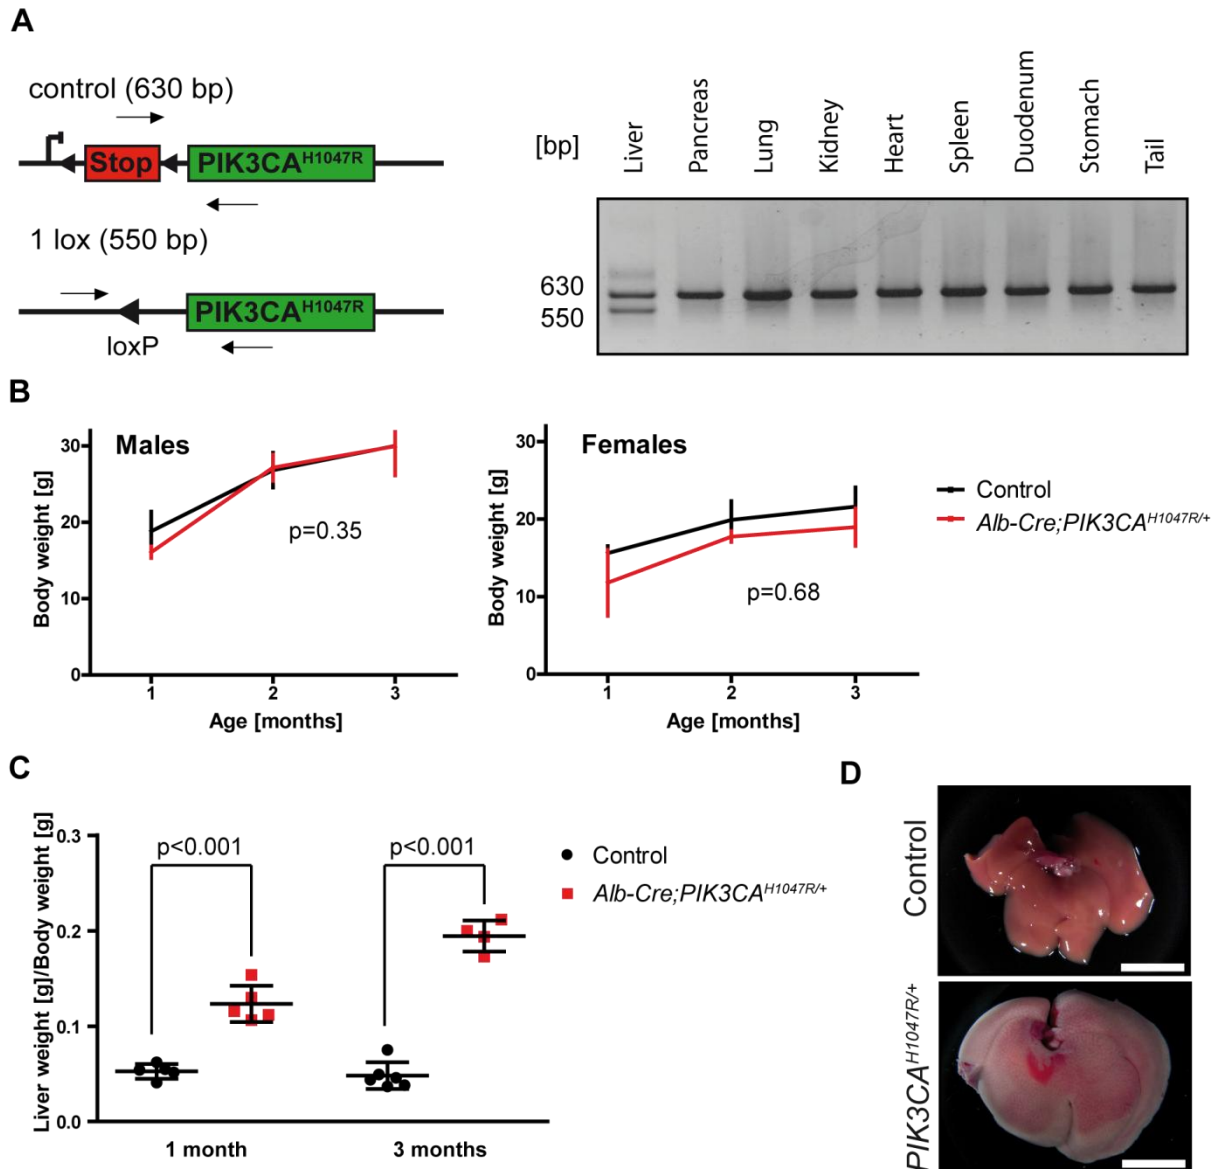 A
control (630 bp)
Stop
PIK3CA^H1047R
1 lox (550 bp)
PIK3CA^H1047R
loxP
[bp]
Liver
Pancreas
Lung
Kidney
Heart
Spleen
Duodenum
Stomach
Tail
630
550
B
Males
Body weight [g]
30
20
10
0
p=0.35
1 2 3
Age [months]
Females
Body weight [g]
30
20
10
0
p=0.68
1 2 3
Age [months]
Control
Alb-Cre;PIK3CA^H1047R/+
C
Liver weight [g]/Body weight [g]
0.3
0.2
0.1
0.0
p<0.001
p<0.001
1 month
3 months
Control
Alb-Cre;PIK3CA^H1047R/+
D
Control
PIK3CA^H1047R/+